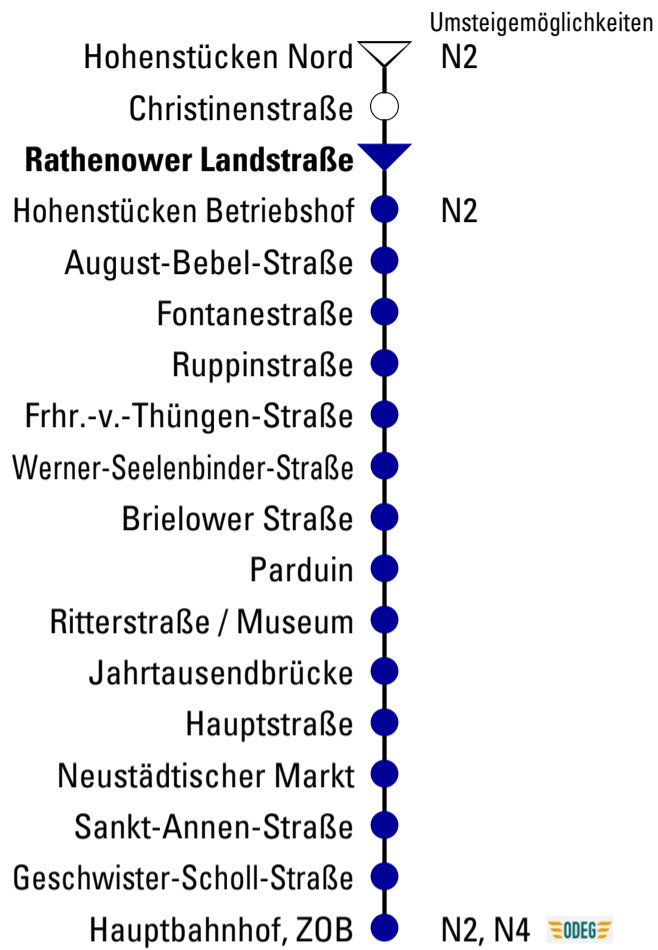 Umsteigemöglichkeiten
Hohenstücken Nord N2
Christinenstraße
Rathenower Landstraße
Hohenstücken Betriebshof N2
August-Bebel-Straße
Fontanestraße
Ruppinstraße
Frhr.-v.-Thüngen-Straße
Werner-Seelenbinder-Straße
Brielower Straße
Parduin
Ritterstraße / Museum
Jahrtausendbrücke
Hauptstraße
Neustädtischer Markt
Sankt-Annen-Straße
Geschwister-Scholl-Straße
Hauptbahnhof, ZOB N2, N4 ODEG